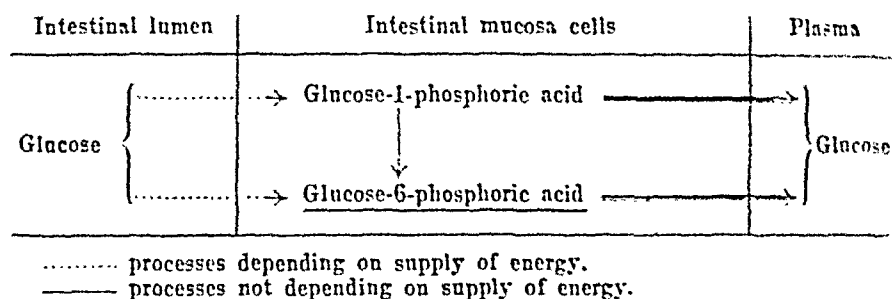 Intestinal lumen Intestinal mucosa cells Plasma
Glucose-1-phosphoric acid
Glucose Glucose
Glucose-6-phosphoric acid
.......... processes depending on supply of energy.
——— processes not depending on supply of energy.